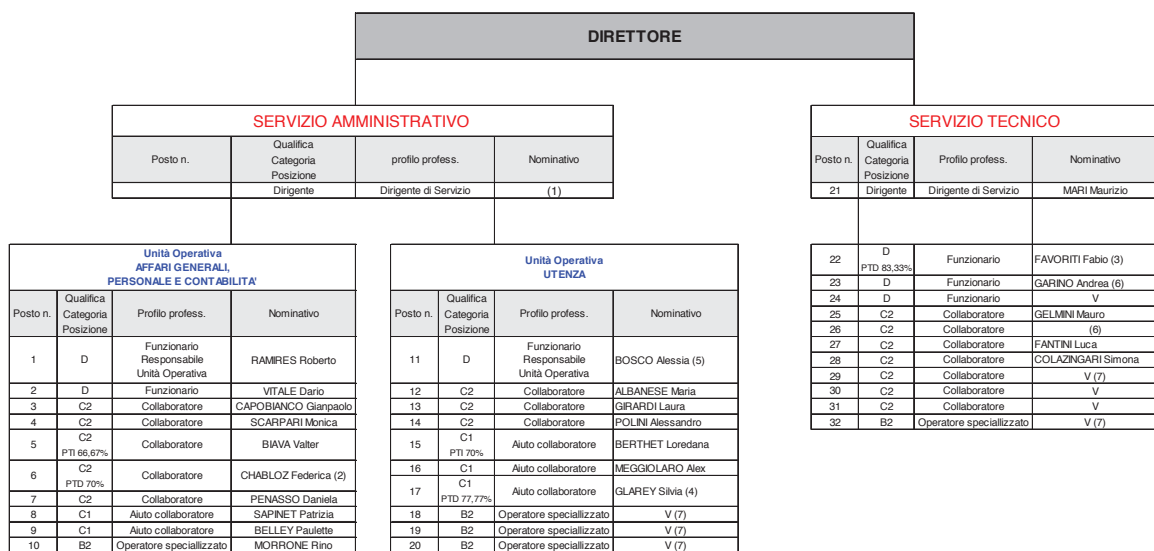 DIRETTORE
SERVIZIO AMMINISTRATIVO
Posto n. Qualifica Categoria Posizione profilo profess. Nominativo
Dirigente Dirigente di Servizio (1)
SERVIZIO TECNICO
Posto n. Qualifica Categoria Posizione Profilo profess. Nominativo
21 Dirigente Dirigente di Servizio MARI Maurizio
Unità Operativa
AFFARI GENERALI,
PERSONALE E CONTABILITA'
Posto n. Qualifica Categoria Posizione Profilo profess. Nominativo
1 D Funzionario Responsabile Unità Operativa RAMIRES Roberto
2 D Funzionario VITALE Dario
3 C2 Collaboratore CAPOBIANCO Gianpaolo
4 C2 Collaboratore SCARPARI Monica
5 C2 PTI 66,67% Collaboratore BIAVA Valter
6 C2 PTD 70% Collaboratore CHABLOZ Federica (2)
7 C2 Collaboratore PENASSO Daniela
8 C1 Aiuto collaboratore SAPINET Patrizia
9 C1 Aiuto collaboratore BELLEY Paulette
10 B2 Operatore speciallizzato MORRONE Rino
Unità Operativa
UTENZA
Posto n. Qualifica Categoria Posizione Profilo profess. Nominativo
11 D Funzionario Responsabile Unità Operativa BOSCO Alessia (5)
12 C2 Collaboratore ALBANESE Maria
13 C2 Collaboratore GIRARDI Laura
14 C2 Collaboratore POLINI Alessandro
15 C1 PTI 70% Aiuto collaboratore BERTHET Loredana
16 C1 Aiuto collaboratore MEGGIOLARO Alex
17 C1 PTD 77,77% Aiuto collaboratore GLAREY Silvia (4)
18 B2 Operatore speciallizzato V (7)
19 B2 Operatore speciallizzato V (7)
20 B2 Operatore speciallizzato V (7)
22 D PTD 83,33% Funzionario FAVORITI Fabio (3)
23 D Funzionario GARINO Andrea (6)
24 D Funzionario V
25 C2 Collaboratore GELMINI Mauro
26 C2 Collaboratore (6)
27 C2 Collaboratore FANTINI Luca
28 C2 Collaboratore COLAZINGARI Simona
29 C2 Collaboratore V (7)
30 C2 Collaboratore V
31 C2 Collaboratore V
32 B2 Operatore speciallizzato V (7)